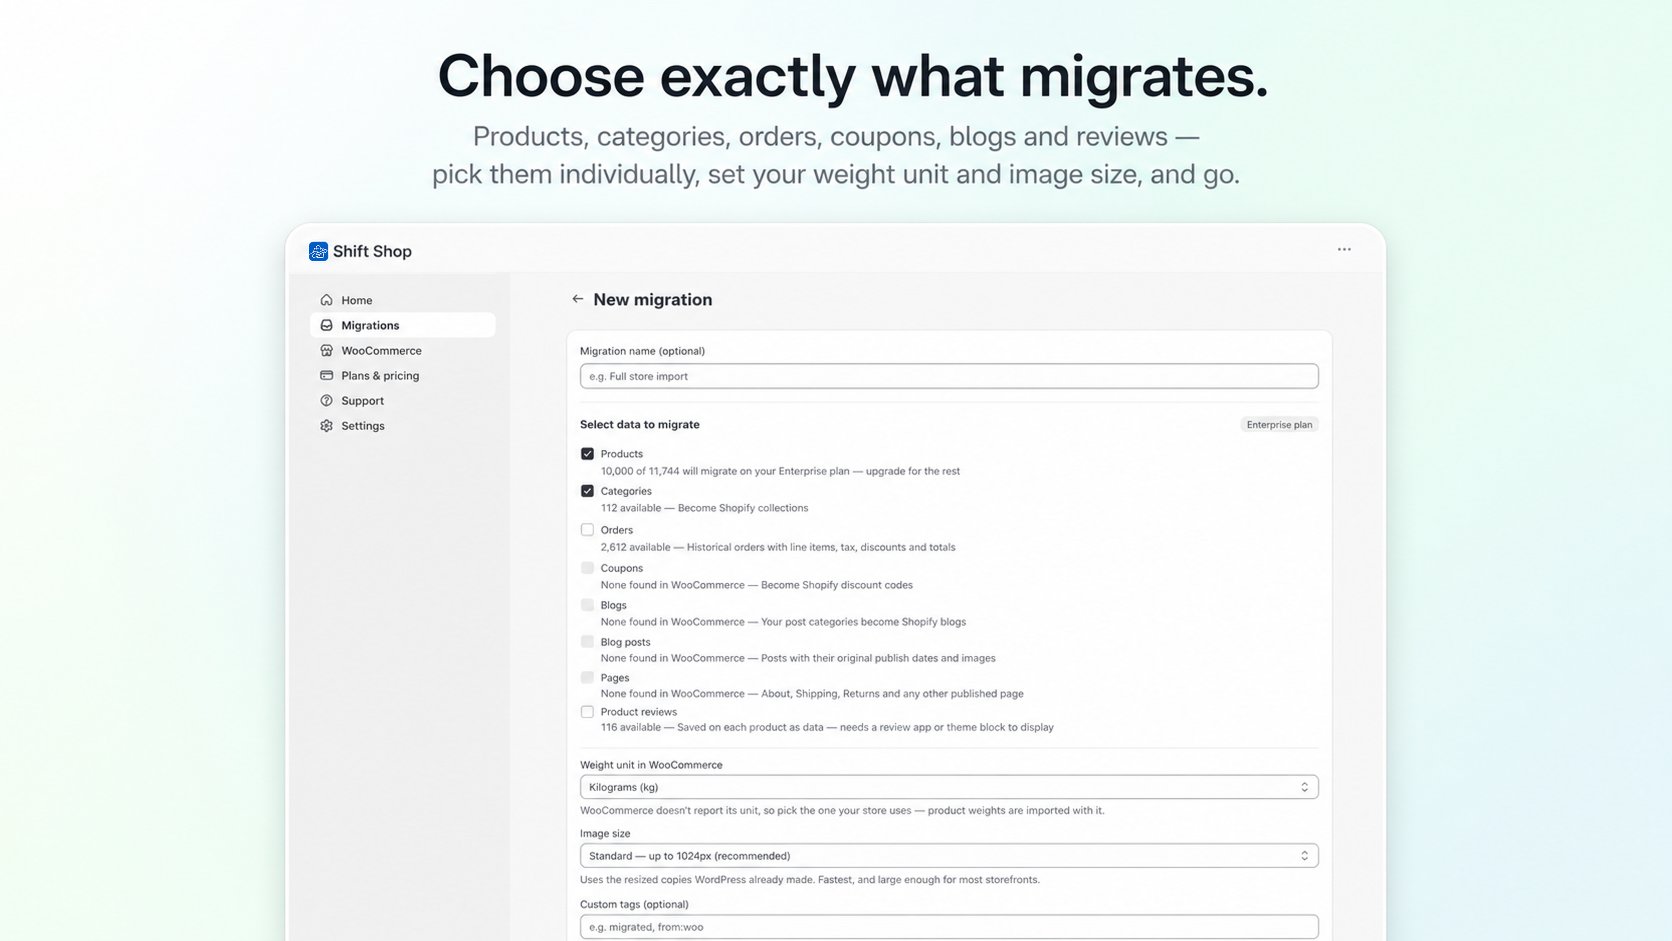 Choose exactly what migrates.
Products, categories, orders, coupons, blogs and reviews —
pick them individually, set your weight unit and image size, and go.
Shift Shop
Home
Migrations
WooCommerce
Plans & pricing
Support
Settings
New migration
Migration name (optional)
e.g. Full store import
Select data to migrate
Enterprise plan
Products
10,000 of 11,744 will migrate on your Enterprise plan — upgrade for the rest
Categories
112 available — Become Shopify collections
Orders
2,612 available — Historical orders with line items, tax, discounts and totals
Coupons
None found in WooCommerce — Become Shopify discount codes
Blogs
None found in WooCommerce — Your post categories become Shopify blogs
Blog posts
None found in WooCommerce — Posts with their original publish dates and images
Pages
None found in WooCommerce — About, Shipping, Returns and any other published page
Product reviews
116 available — Saved on each product as data — needs a review app or theme block to display
Weight unit in WooCommerce
Kilograms (kg)
WooCommerce doesn't report its unit, so pick the one your store uses — product weights are imported with it.
Image size
Standard — up to 1024px (recommended)
Uses the resized copies WordPress already made. Fastest, and large enough for most storefronts.
Custom tags (optional)
e.g. migrated, from:woo